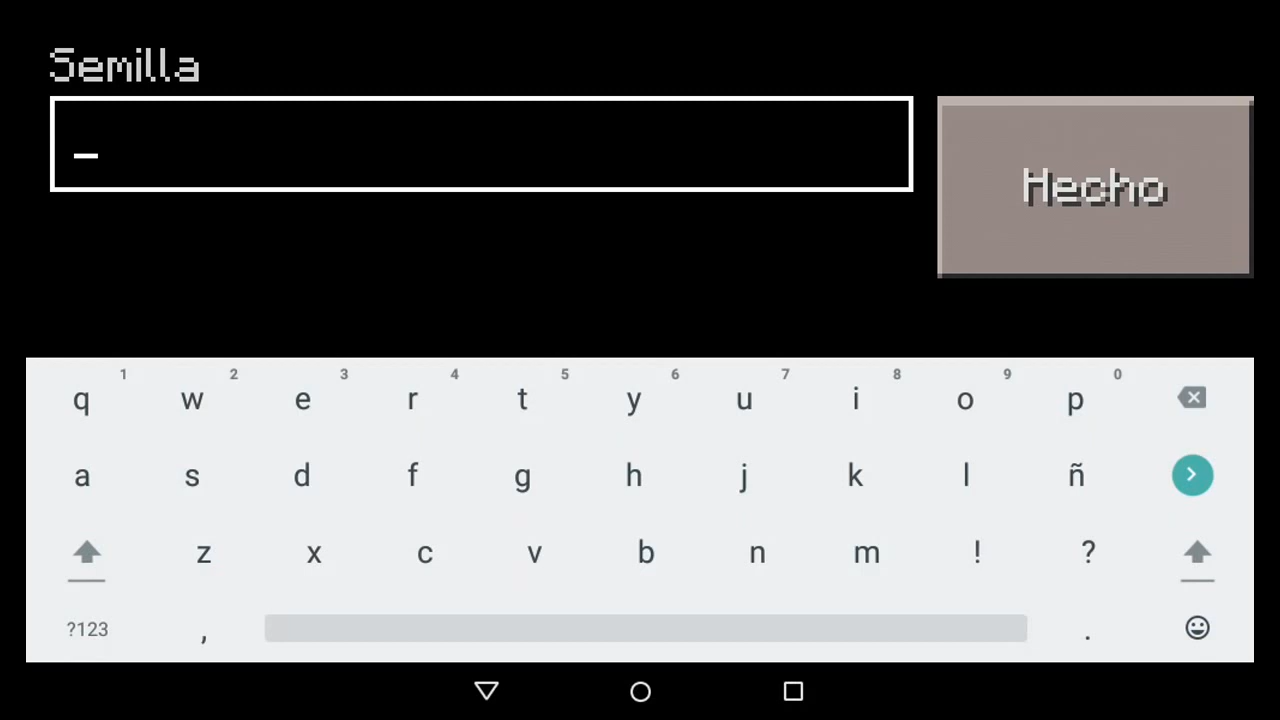 Semilla
_
Hecho
1 2 3 4 5 6 7 8 9 0
q w e r t y u i o p
a s d f g h j k l ñ
z x c v b n m ! ?
?123 , .